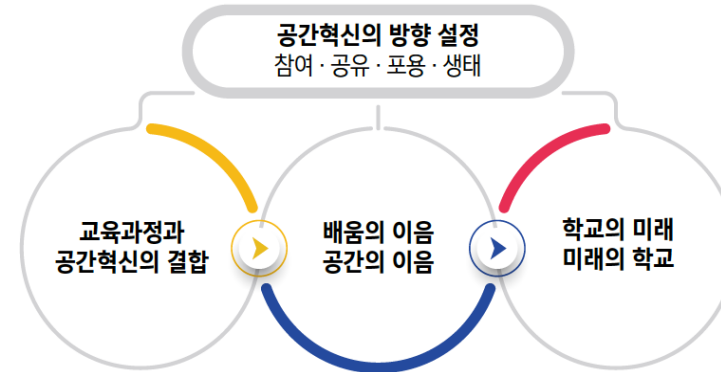 공간혁신의 방향 설정
참여 · 공유 · 포용 · 생태
교육과정과
공간혁신의 결합
배움의 이음
공간의 이음
학교의 미래
미래의 학교